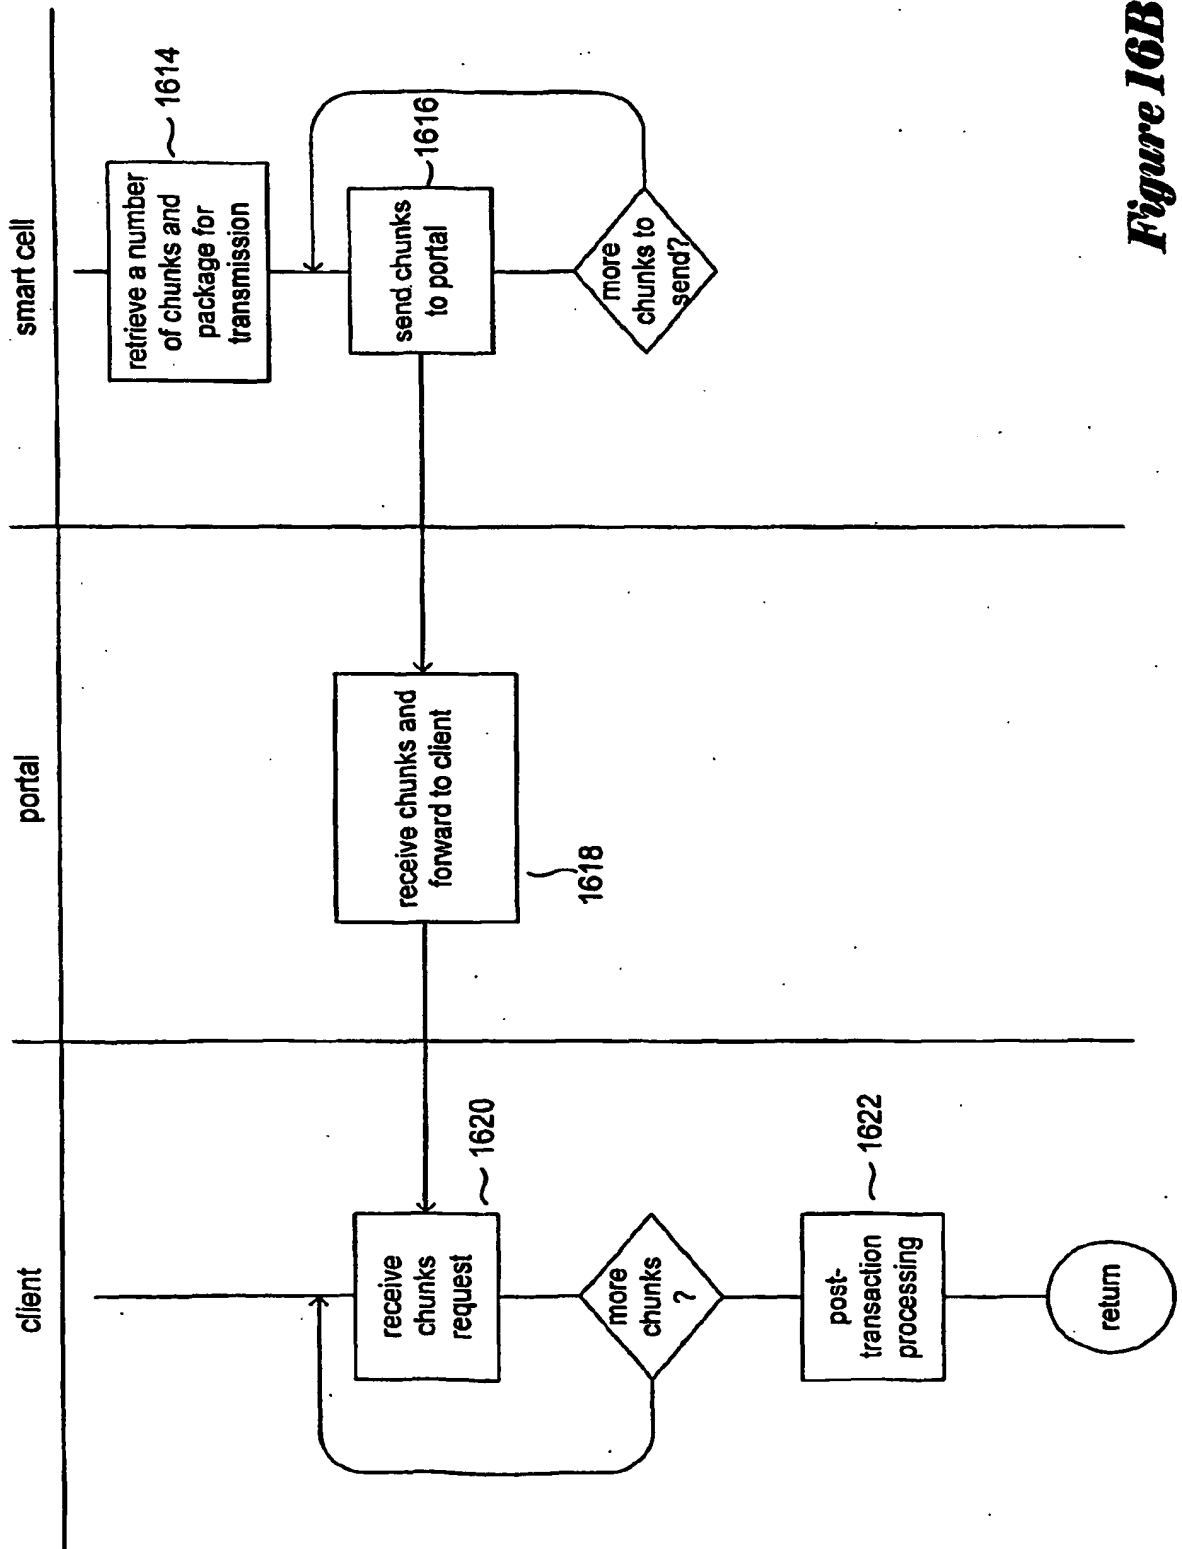 client
portal
smart cell
retrieve a number
of chunks and
package for
transmission
1614
receive
chunks
request
1620
receive chunks and
forward to client
1618
send chunks
to portal
1616
more
chunks
?
more
chunks to
send?
post-
transaction
processing
1622
return
Figure 16B